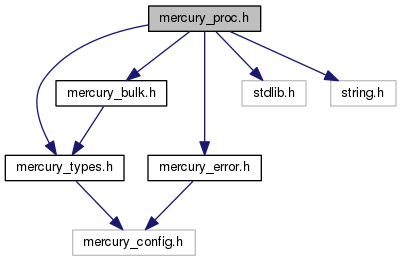 mercury_proc.h
mercury_bulk.h
stdlib.h
string.h
mercury_types.h
mercury_error.h
mercury_config.h